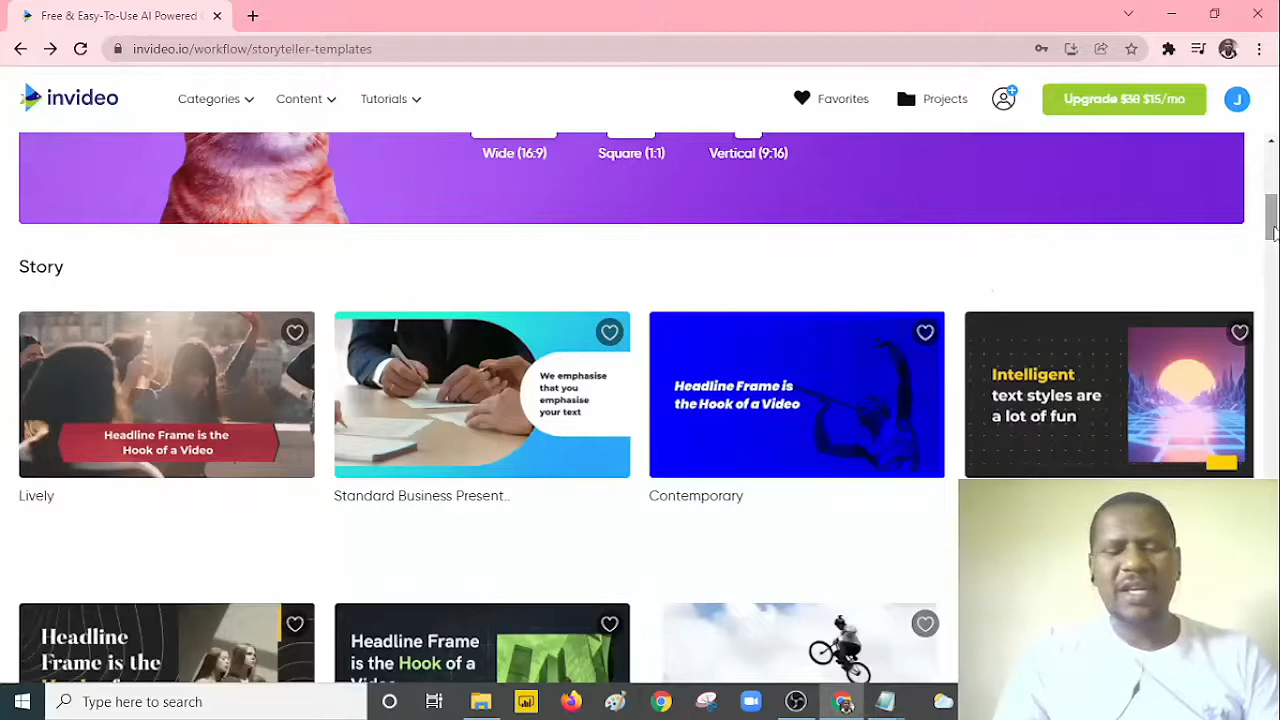 Free & Easy-To-Use AI Powered
invideo.io/workflow/storyteller-templates
invideo
Categories
Content
Tutorials
Favorites
Projects
Upgrade $30 $15/mo
J
Wide (16:9)
Square (1:1)
Vertical (9:16)
Story
Headline Frame is the
Hook of a Video
We emphasise
that you
emphasise
your text
Headline Frame is
the Hook of a Video
Intelligent
text styles are
a lot of fun
Lively
Standard Business Present..
Contemporary
Headline
Frame is the
Headline Frame
is the Hook of a
Type here to search